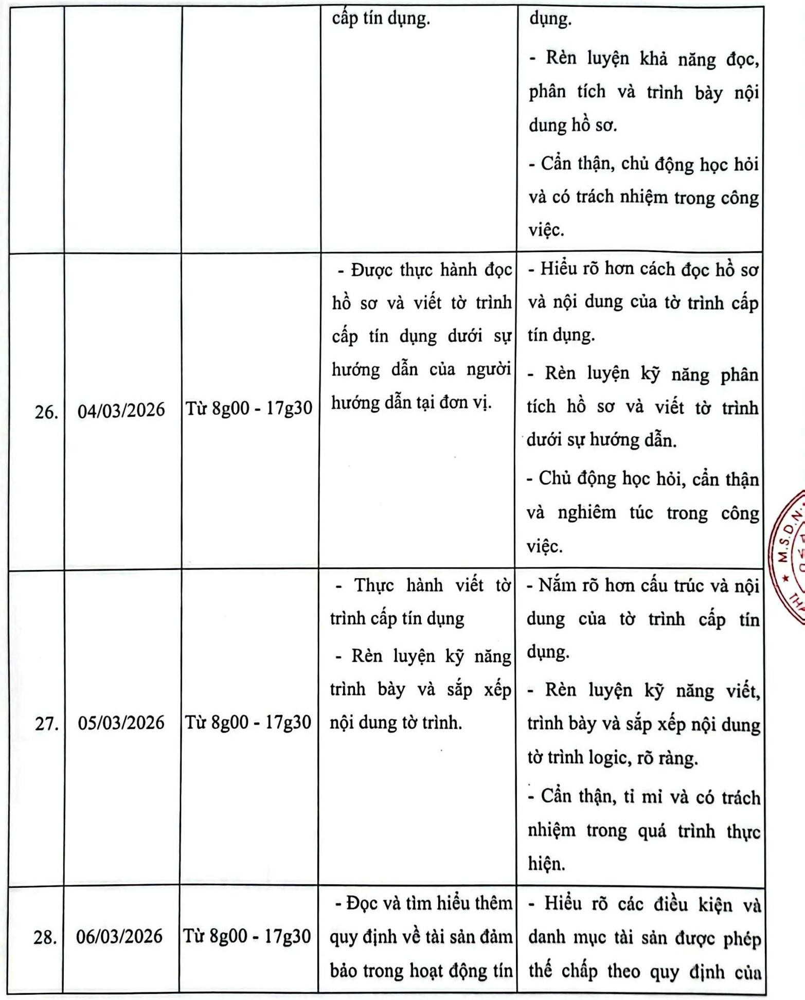 cấp tín dụng.
dụng.
- Rèn luyện khả năng đọc,
phân tích và trình bày nội
dung hồ sơ.
- Cẩn thận, chủ động học hỏi
và có trách nhiệm trong công
việc.
26.
04/03/2026
Từ 8g00 - 17g30
- Được thực hành đọc
hồ sơ và viết tờ trình
cấp tín dụng dưới sự
hướng dẫn của người
hướng dẫn tại đơn vị.
- Hiểu rõ hơn cách đọc hồ sơ
và nội dung của tờ trình cấp
tín dụng.
- Rèn luyện kỹ năng phân
tích hồ sơ và viết tờ trình
dưới sự hướng dẫn.
- Chủ động học hỏi, cẩn thận
và nghiêm túc trong công
việc.
27.
05/03/2026
Từ 8g00 - 17g30
- Thực hành viết tờ
trình cấp tín dụng
- Rèn luyện kỹ năng
trình bày và sắp xếp
nội dung tờ trình.
- Nắm rõ hơn cấu trúc và nội
dung của tờ trình cấp tín
dụng.
- Rèn luyện kỹ năng viết,
trình bày và sắp xếp nội dung
tờ trình logic, rõ ràng.
- Cẩn thận, tỉ mỉ và có trách
nhiệm trong quá trình thực
hiện.
28.
06/03/2026
Từ 8g00 - 17g30
- Đọc và tìm hiểu thêm
quy định về tài sản đảm
bảo trong hoạt động tín
- Hiểu rõ các điều kiện và
danh mục tài sản được phép
thế chấp theo quy định của
★ M.S.D.N